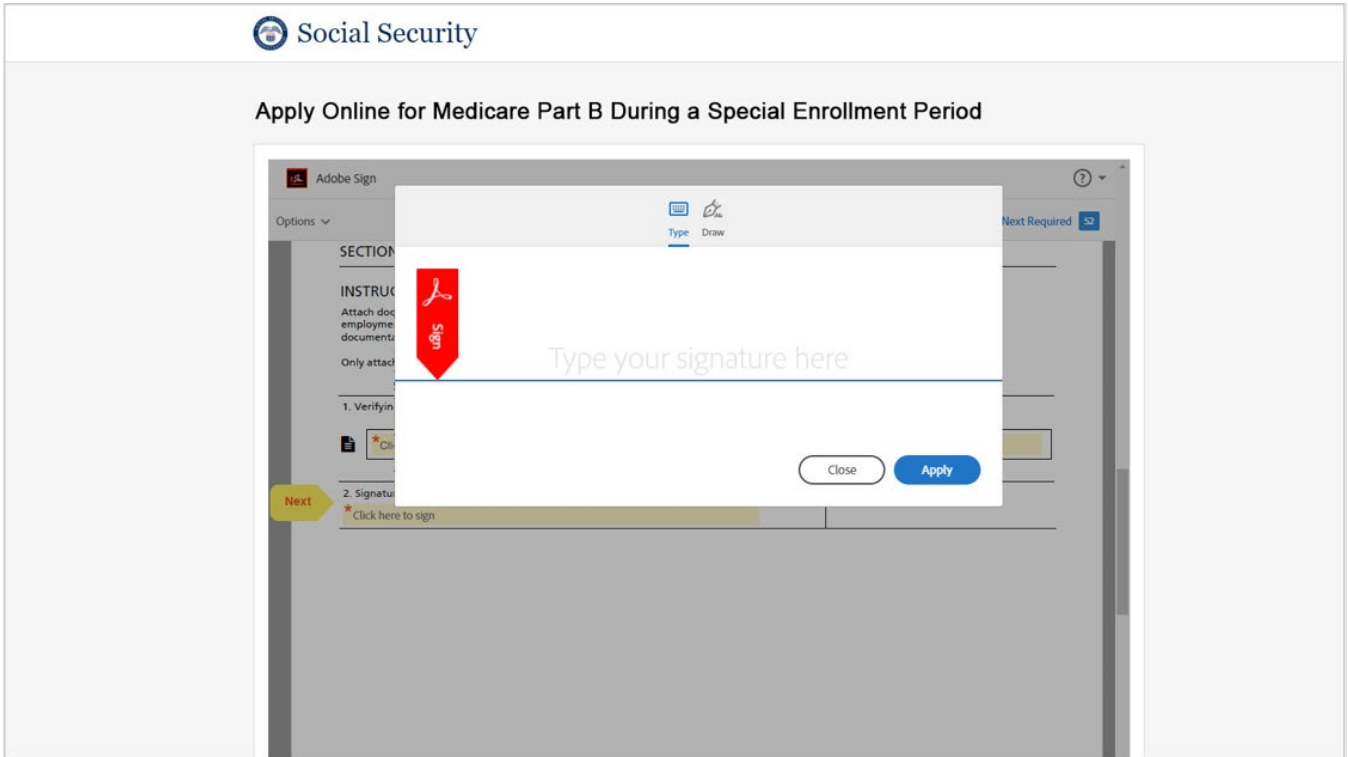 Social Security
Apply Online for Medicare Part B During a Special Enrollment Period
Adobe Sign
?
Options
Type Draw
Next Required 52
SECTION
INSTRUC
Attach doc
employme
documenta
Only attach
Sign
Type your signature here
1. Verifyin
*Cli
Close Apply
Next
2. Signatu
*Click here to sign